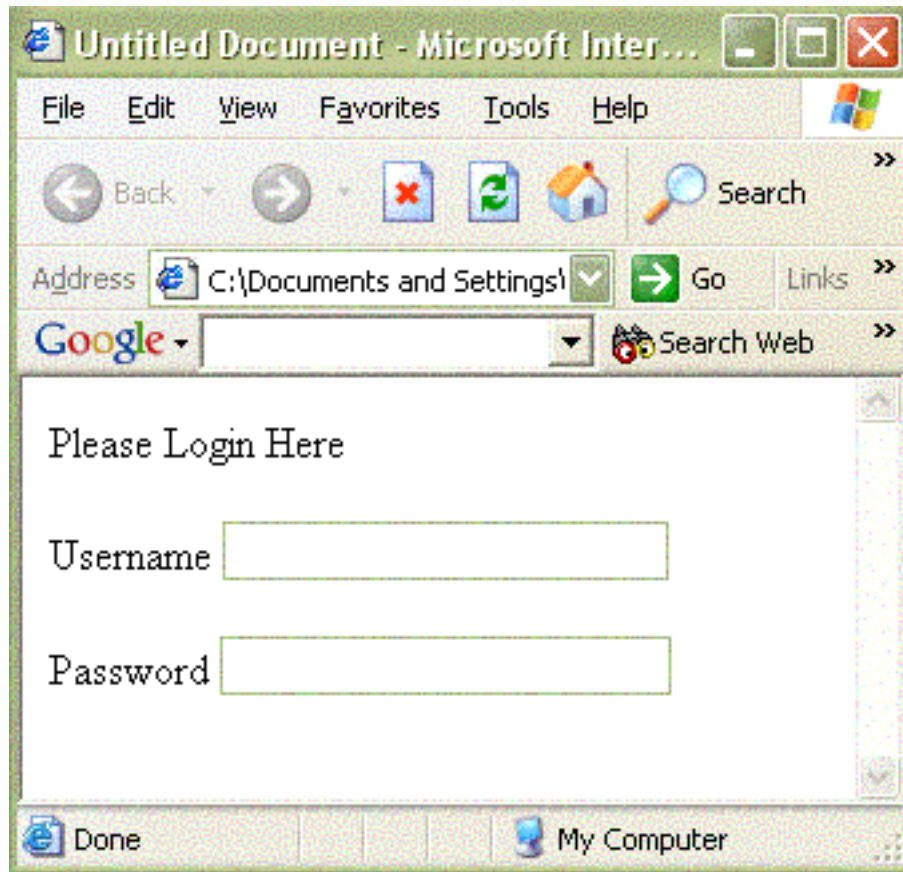 Untitled Document - Microsoft Inter...
File Edit View Favorites Tools Help
Back Search »
Address C:\Documents and Settings\ Go Links »
Google Search Web »
Please Login Here
Username
Password
Done My Computer